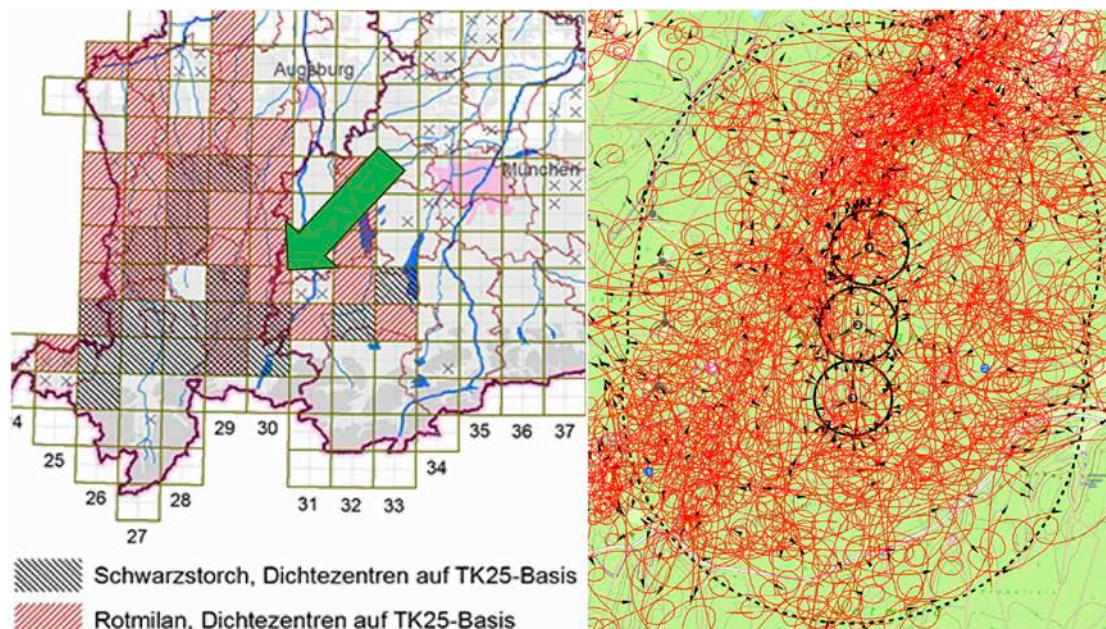 Lan
Augsburg
München
4
25
26
27
28
29
30
31
32
33
34
35
36
37
Schwarzstorch, Dichtezentren auf TK25-Basis
Rotmilan, Dichtezentren auf TK25-Basis